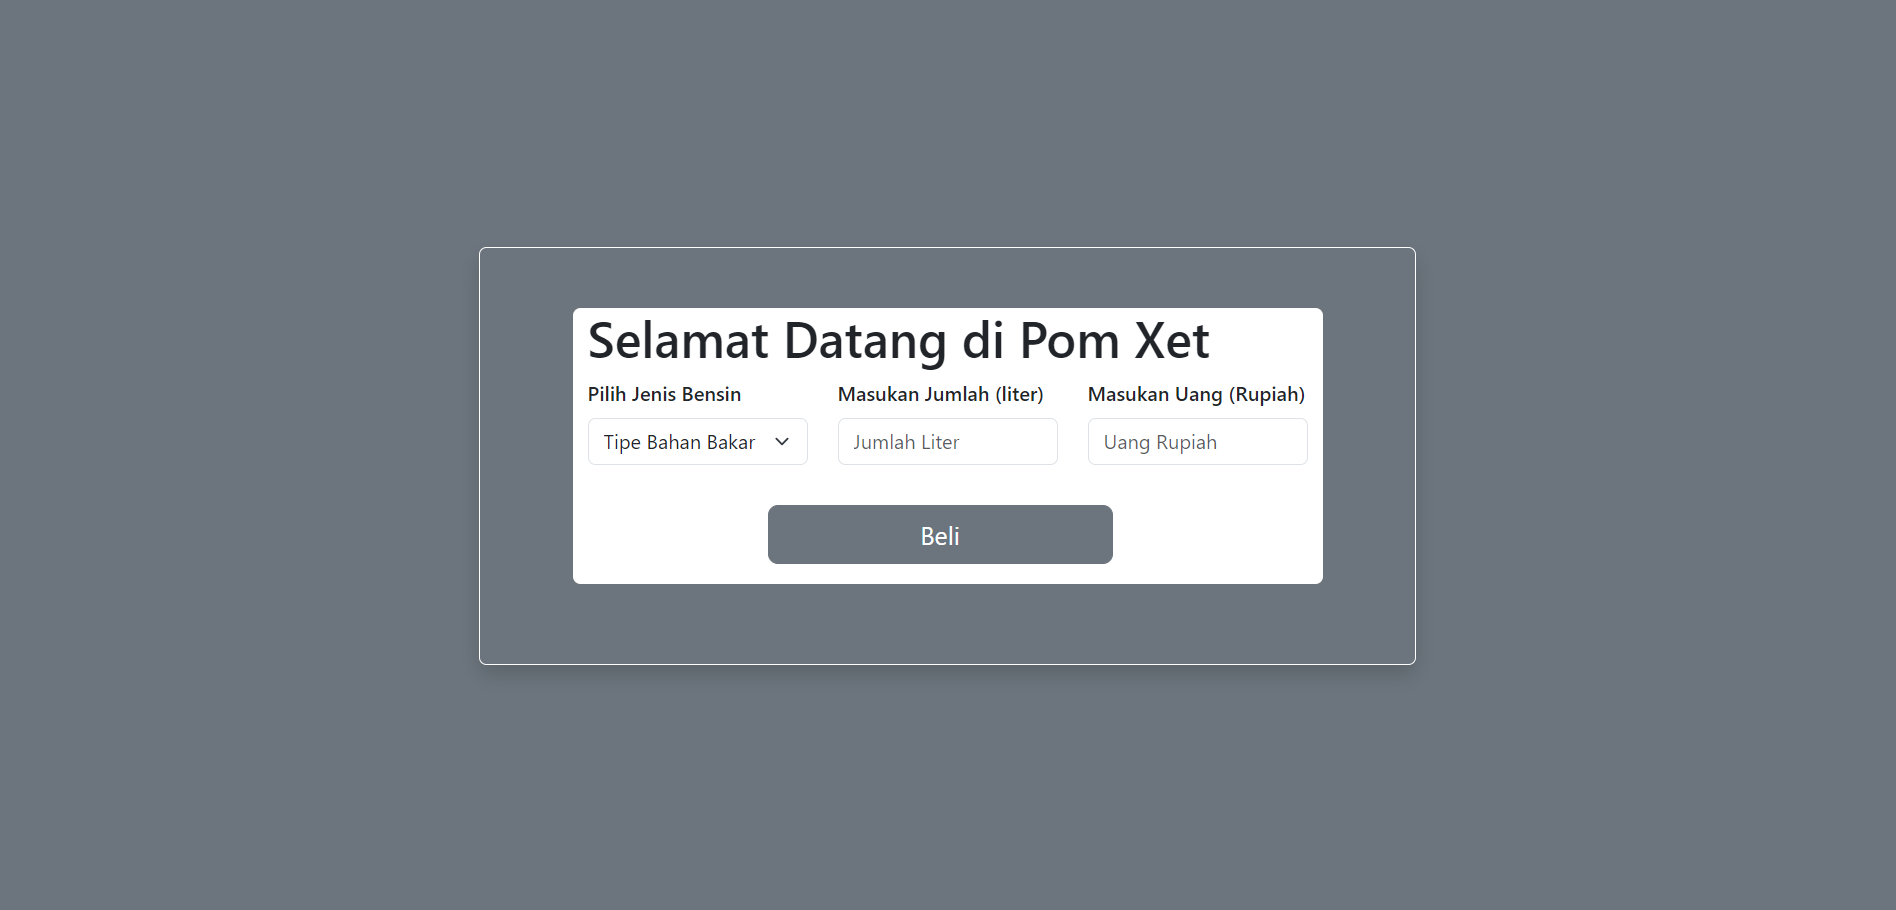 Selamat Datang di Pom Xet
Pilih Jenis Bensin
Masukan Jumlah (liter)
Masukan Uang (Rupiah)
Tipe Bahan Bakar
Jumlah Liter
Uang Rupiah
Beli